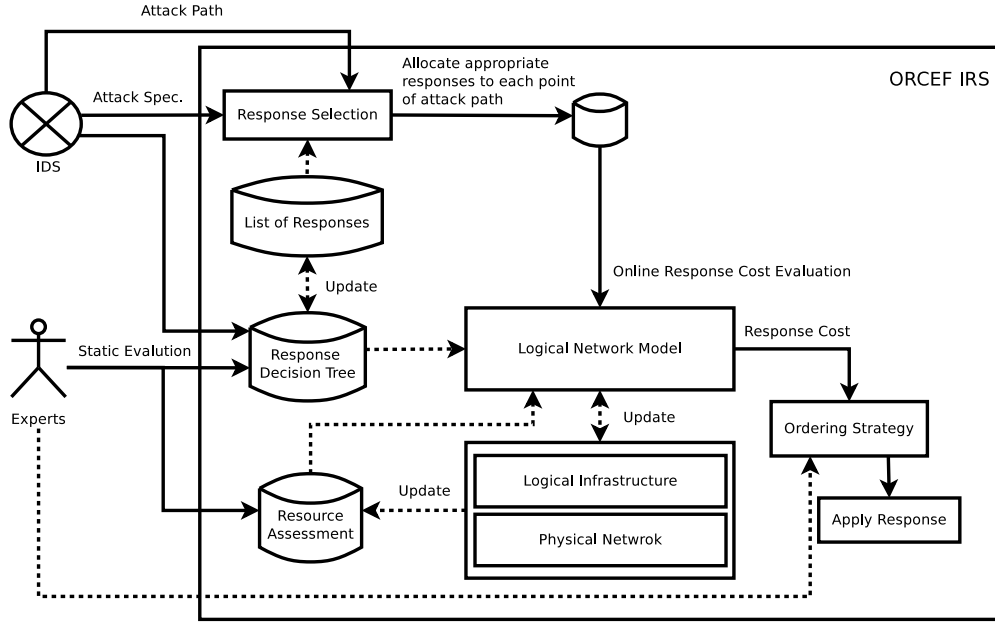 Attack Path
ORCEF IRS
Allocate appropriate
responses to each point
of attack path
Attack Spec.
Response Selection
IDS
List of Responses
Update
Online Response Cost Evaluation
Static Evalution
Response
Decision Tree
Logical Network Model
Response Cost
Experts
Update
Ordering Strategy
Logical Infrastructure
Update
Resource
Assessment
Physical Netwrok
Apply Response